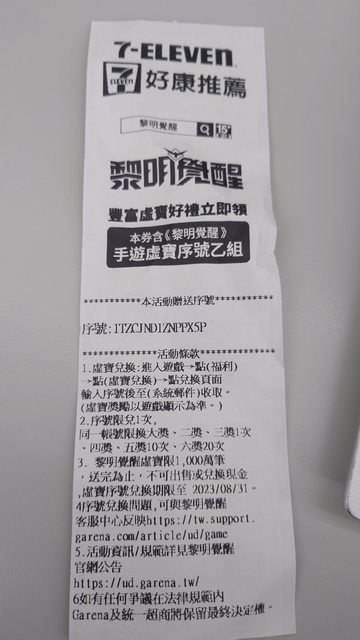 7-ELEVEN
7 ELEVEN 好康推薦
黎明覺醒 15+
黎明覺醒
豐富虛寶好禮立即領
本券含《黎明覺醒》
手遊虛寶序號乙組
***********本活動贈送序號***********
序號:ITZCJNDIZNPPX5P
**************活動條款**************
1.虛寶兌換:進入遊戲→點(福利)
→點(虛寶兌換)→點兌換頁面
輸入序號後至(系統郵件)收取。
(虛寶獎勵以遊戲顯示為準。)
2.序號限兌1次,
同一帳號限換大獎、二獎、三獎1次
、四獎、五獎10次、六獎20次
3. 黎明覺醒虛寶限1,000萬筆
，送完為止，不可出售或兌換現金
,虛寶序號兌換期限至 2023/08/31。
4序號兌換問題,可與黎明覺醒
客服中心反映https://tw.support.
garena.com/article/ud/game
5.活動資訊/規範詳見黎明覺醒
官網公告
https://ud.garena.tw/
6如有任何爭議在法律規範內
Garena及統一超商將保留最終決定權。